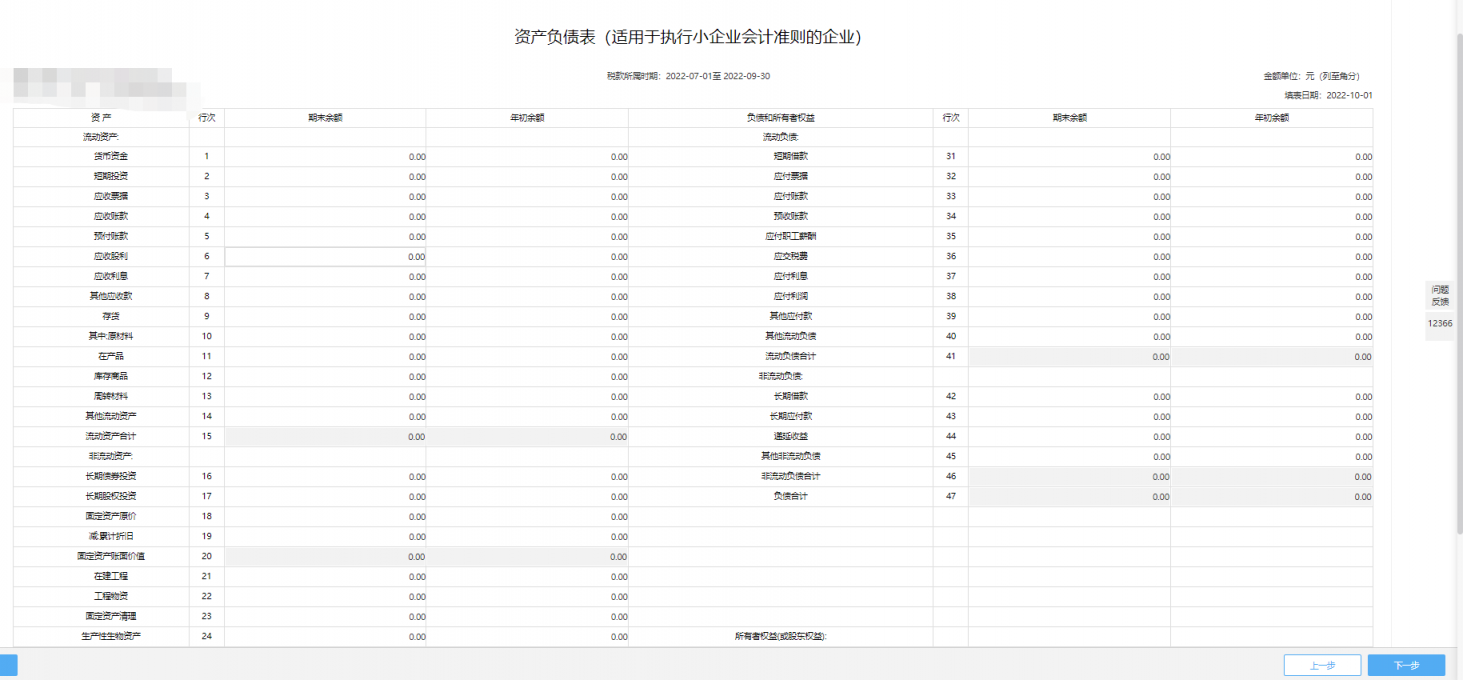 资产负债表（适用于执行小企业会计准则的企业）
税款所属时期：2022-07-01至 2022-09-30 金额单位：元（列至角分）
填表日期：2022-10-01
资 产 行次 期末余额 年初余额 负债和所有者权益 行次 期末余额 年初余额
流动资产: 流动负债:
货币资金 1 0.00 0.00 短期借款 31 0.00 0.00
短期投资 2 0.00 0.00 应付票据 32 0.00 0.00
应收票据 3 0.00 0.00 应付账款 33 0.00 0.00
应收账款 4 0.00 0.00 预收账款 34 0.00 0.00
预付账款 5 0.00 0.00 应付职工薪酬 35 0.00 0.00
应收股利 6 0.00 0.00 应交税费 36 0.00 0.00
应收利息 7 0.00 0.00 应付利息 37 0.00 0.00
其他应收款 8 0.00 0.00 应付利润 38 0.00 0.00
存货 9 0.00 0.00 其他应付款 39 0.00 0.00
其中:原材料 10 0.00 0.00 其他流动负债 40 0.00 0.00
在产品 11 0.00 0.00 流动负债合计 41 0.00 0.00
库存商品 12 0.00 0.00 非流动负债:
周转材料 13 0.00 0.00 长期借款 42 0.00 0.00
其他流动资产 14 0.00 0.00 长期应付款 43 0.00 0.00
流动资产合计 15 0.00 0.00 递延收益 44 0.00 0.00
非流动资产: 其他非流动负债 45 0.00 0.00
长期债券投资 16 0.00 0.00 非流动负债合计 46 0.00 0.00
长期股权投资 17 0.00 0.00 负债合计 47 0.00 0.00
固定资产原价 18 0.00 0.00
减:累计折旧 19 0.00 0.00
固定资产账面价值 20 0.00 0.00
在建工程 21 0.00 0.00
工程物资 22 0.00 0.00
固定资产清理 23 0.00 0.00
生产性生物资产 24 0.00 0.00 所有者权益(或股东权益):
问题
反馈
12366
上一步 下一步